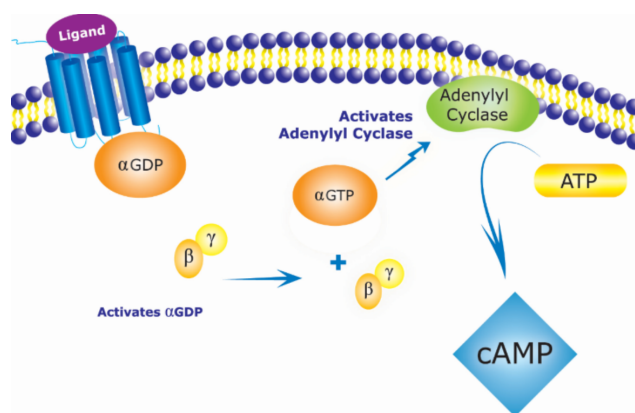 Ligand
αGDP
Activates
Adenylyl Cyclase
Adenylyl
Cyclase
ATP
αGTP
+
β
γ
β
γ
Activates αGDP
cAMP